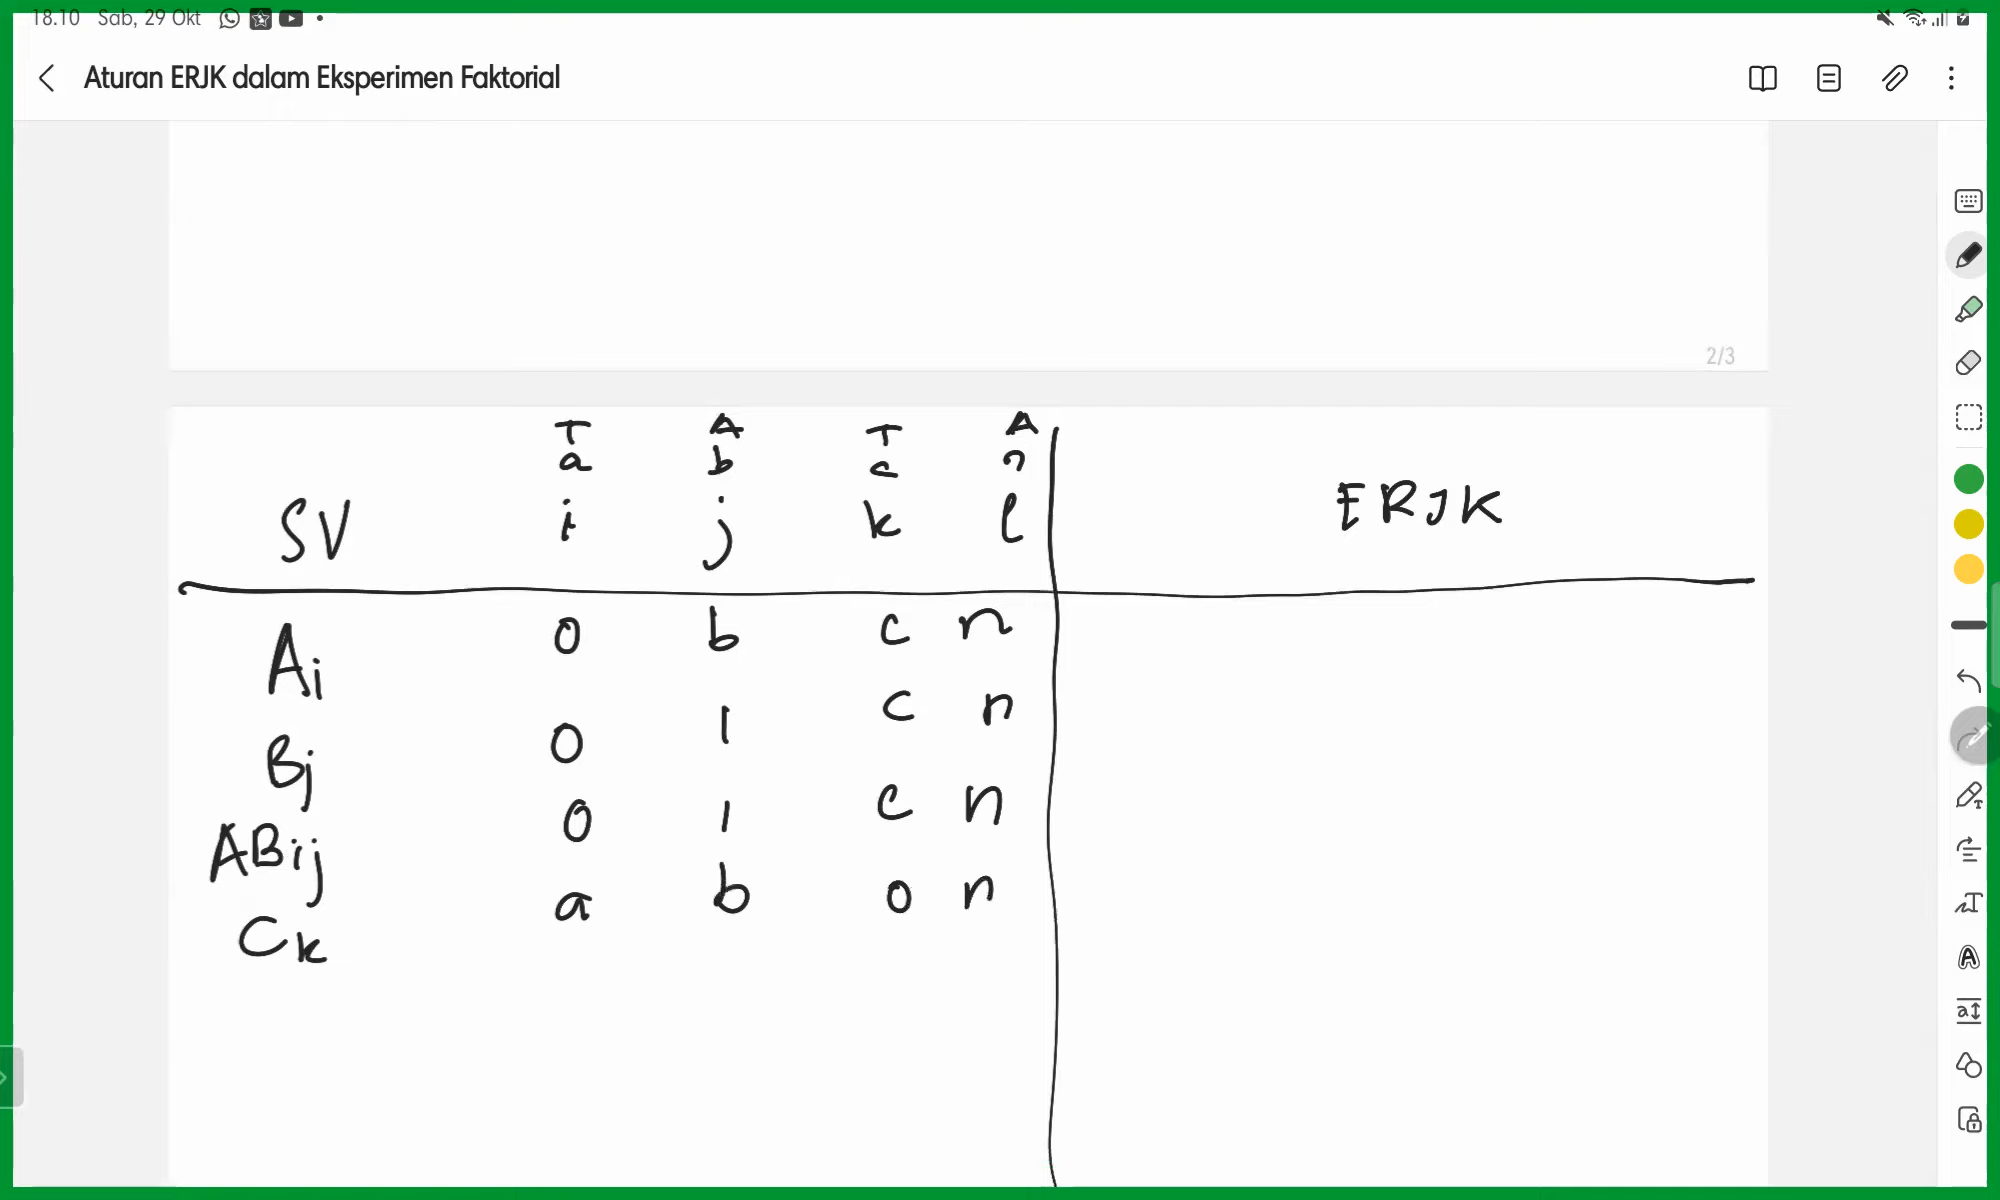 18.10 Sab, 29 Okt
Aturan ERJK dalam Eksperimen Faktorial
2/3
T A T A
a b c n
SV i j k l ERJK
Ai 0 b c n
Bj 0 1 c n
ABij 0 1 c n
Ck a b 0 n